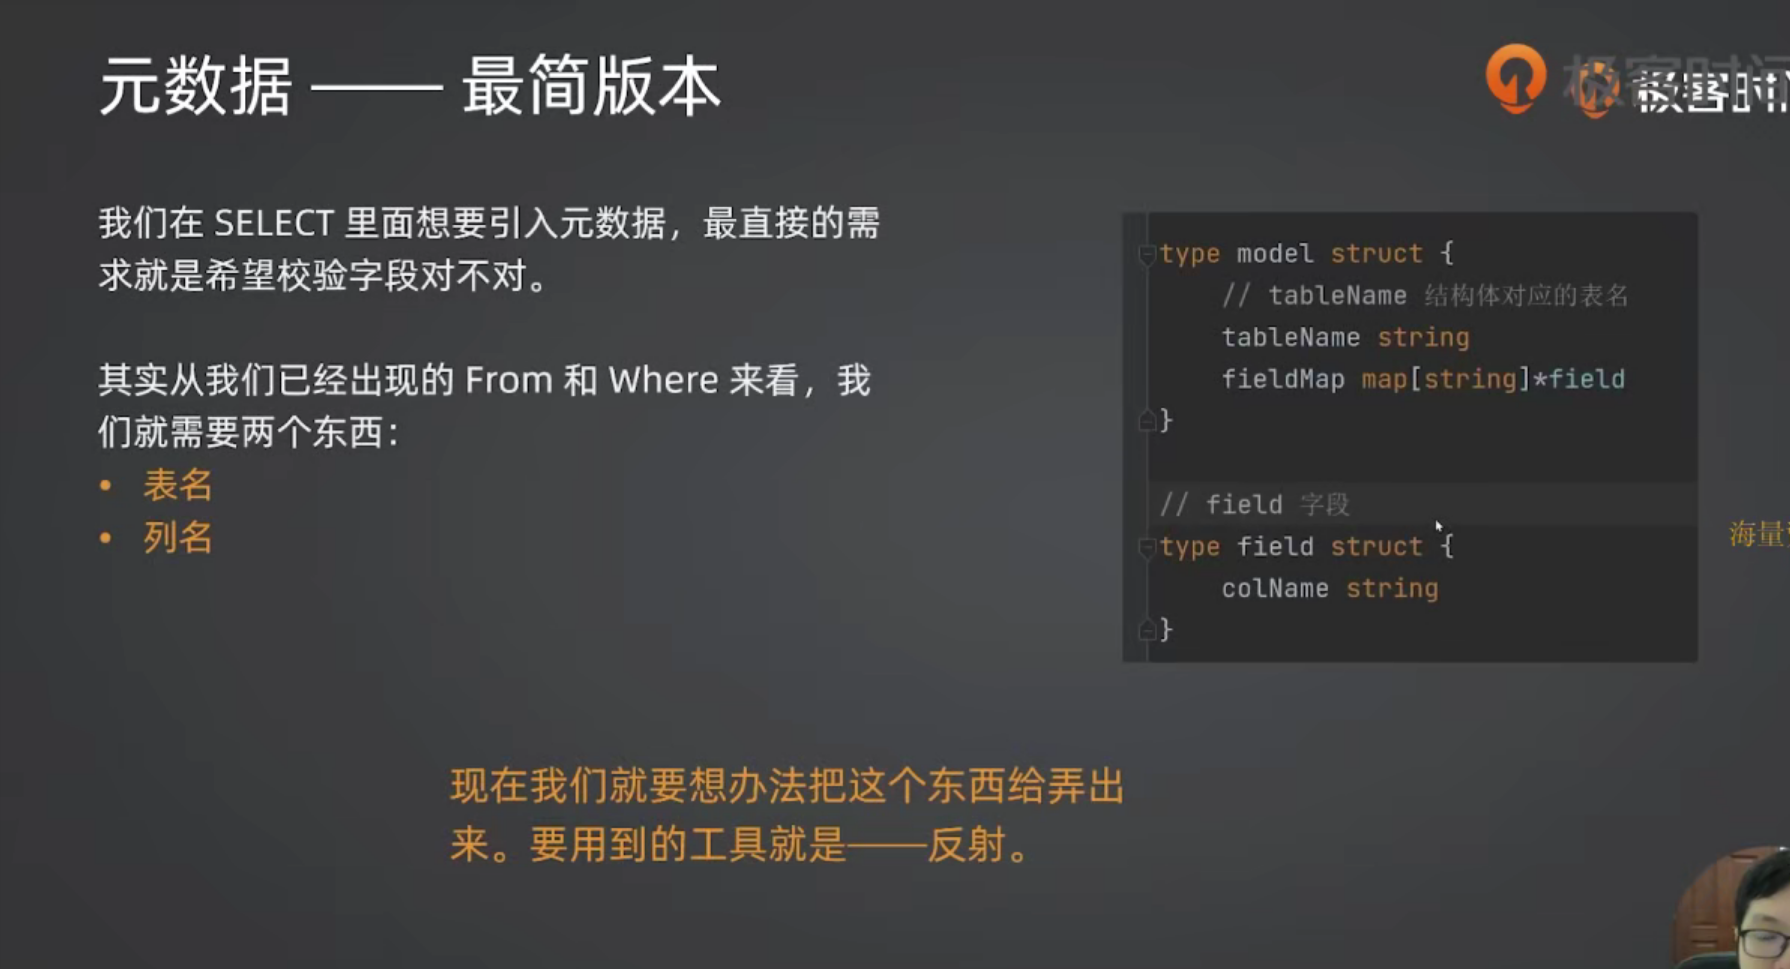 元数据 —— 最简版本
极客时间
极客时
我们在 SELECT 里面想要引入元数据，最直接的需
求就是希望校验字段对不对。
其实从我们已经出现的 From 和 Where 来看，我
们就需要两个东西：
• 表名
• 列名
type model struct {
// tableName 结构体对应的表名
tableName string
fieldMap map[string]*field
}
// field 字段
type field struct {
colName string
}
海量
现在我们就要想办法把这个东西给弄出
来。要用到的工具就是——反射。